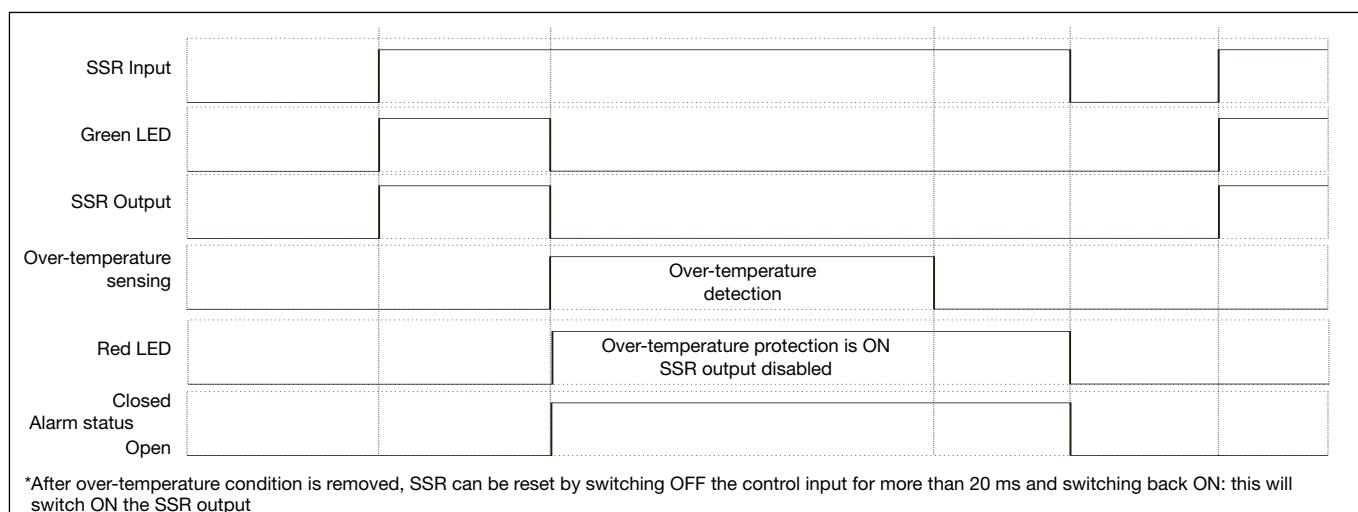 SSR Input
Green LED
SSR Output
Over-temperature
sensing
Over-temperature
detection
Red LED
Over-temperature protection is ON
SSR output disabled
Closed
Alarm status
Open
*After over-temperature condition is removed, SSR can be reset by switching OFF the control input for more than 20 ms and switching back ON: this will
switch ON the SSR output